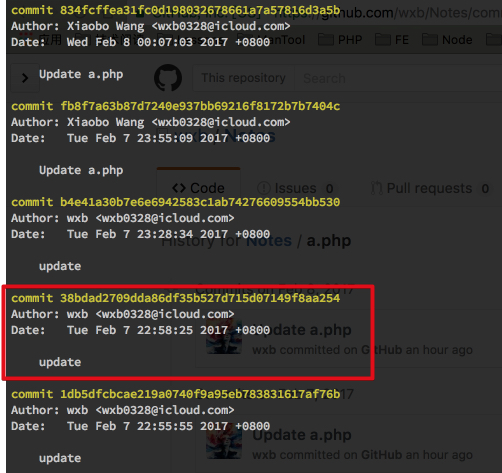 commit 834fcffea31fc0d198032678661a7a57816d3a5b
Author: Xiaobo Wang <wxb0328@icloud.com>
Date:   Wed Feb 8 00:07:03 2017 +0800
PHP
FE
Node
Update a.php
This repository
Search
commit fb8f7a63b87d7240e937bb69216f8172b7b7404c
Author: Xiaobo Wang <wxb0328@icloud.com>
Date:   Tue Feb 7 23:55:09 2017 +0800
Update a.php
<> Code
Issues 0
Pull requests 0
commit b4e41a30b7e6e6942583c1ab74276609554bb530
Author: wxb <wxb0328@icloud.com>
Date:   Tue Feb 7 23:28:34 2017 +0800
History for Notes / a.php
update
commit 38bdad2709dda86df35b527d715d07149f8aa254
Author: wxb <wxb0328@icloud.com>
Date:   Tue Feb 7 22:58:25 2017 +0800
Update a.php
wxb committed on GitHub an hour ago
update
commit 1db5dfcbcae219a0740f9a95eb783831617af76b
Author: wxb <wxb0328@icloud.com>
Date:   Tue Feb 7 22:55:55 2017 +0800
Update a.php
wxb committed on GitHub an hour ago
update